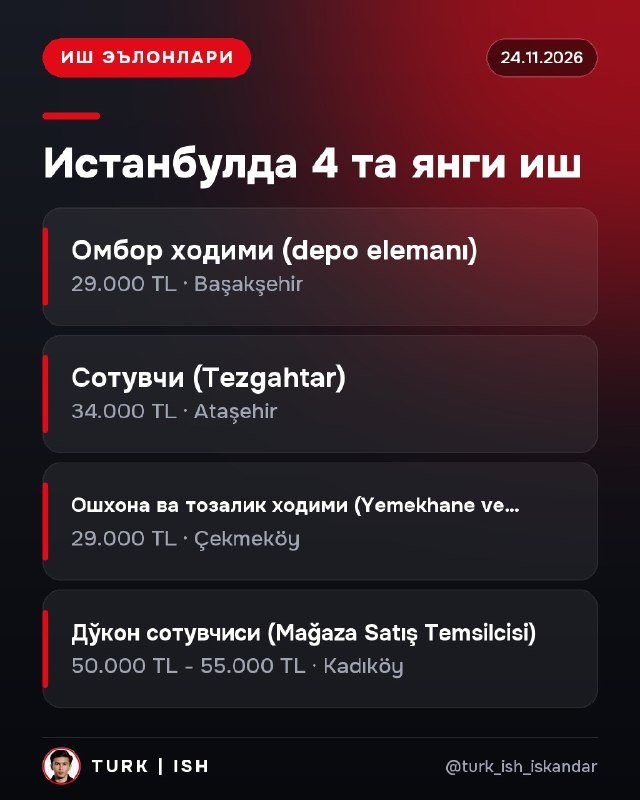 ИШ ЭЪЛОНЛАРИ
24.11.2026
Истанбулда 4 та янги иш
Омбор ходими (depo elemanı)
29.000 TL · Başakşehir
Сотувчи (Tezgahtar)
34.000 TL · Ataşehir
Ошхона ва тозалик ходими (Yemekhane ve...
29.000 TL · Çekmeköy
Дўкон сотувчиси (Mağaza Satış Temsilcisi)
50.000 TL - 55.000 TL · Kadıköy
TURK | ISH
@turk_ish_iskandar